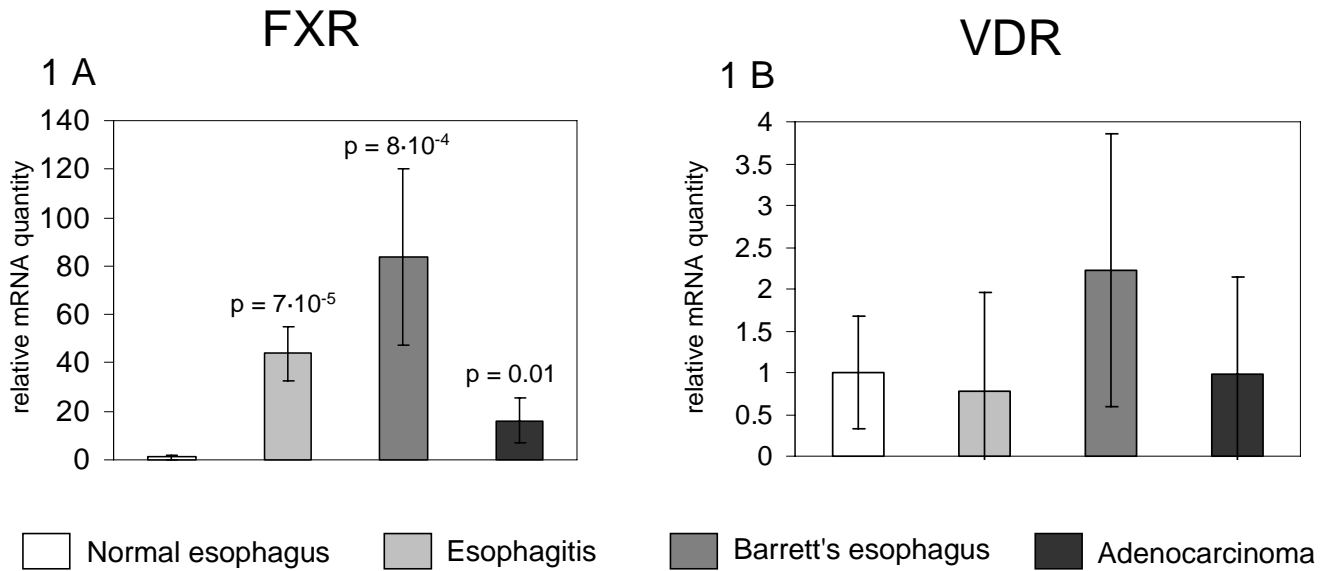 FXR
1 A
relative mRNA quantity
140
120
100
80
60
40
20
0
p = 7·10⁻⁵
p = 8·10⁻⁴
p = 0.01
VDR
1 B
relative mRNA quantity
4
3.5
3
2.5
2
1.5
1
0.5
0
Normal esophagus
Esophagitis
Barrett's esophagus
Adenocarcinoma